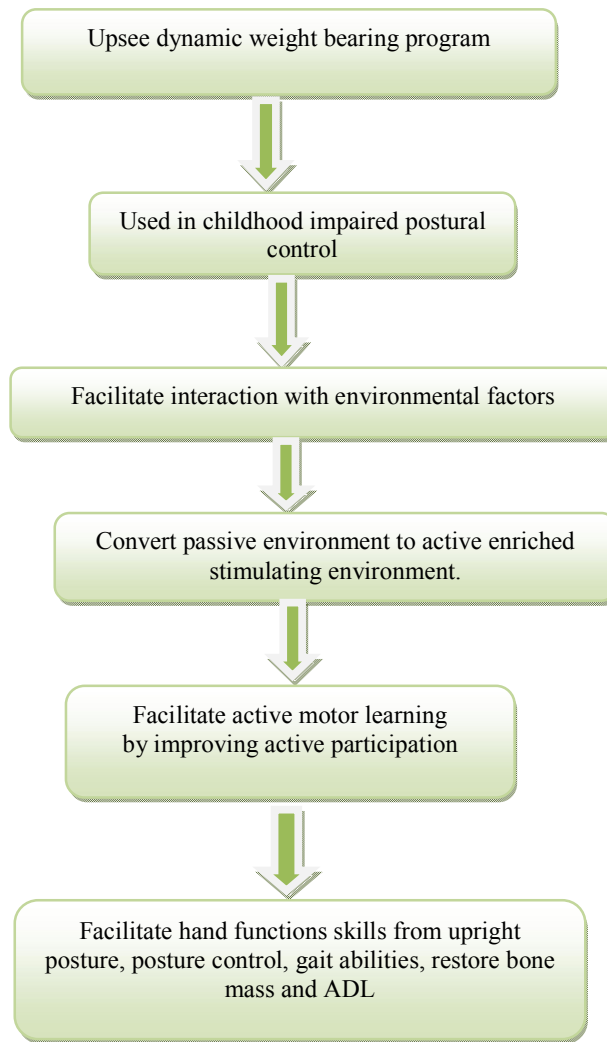 Upsee dynamic weight bearing program
Used in childhood impaired postural
control
Facilitate interaction with environmental factors
Convert passive environment to active enriched
stimulating environment.
Facilitate active motor learning
by improving active participation
Facilitate hand functions skills from upright
posture, posture control, gait abilities, restore bone
mass and ADL